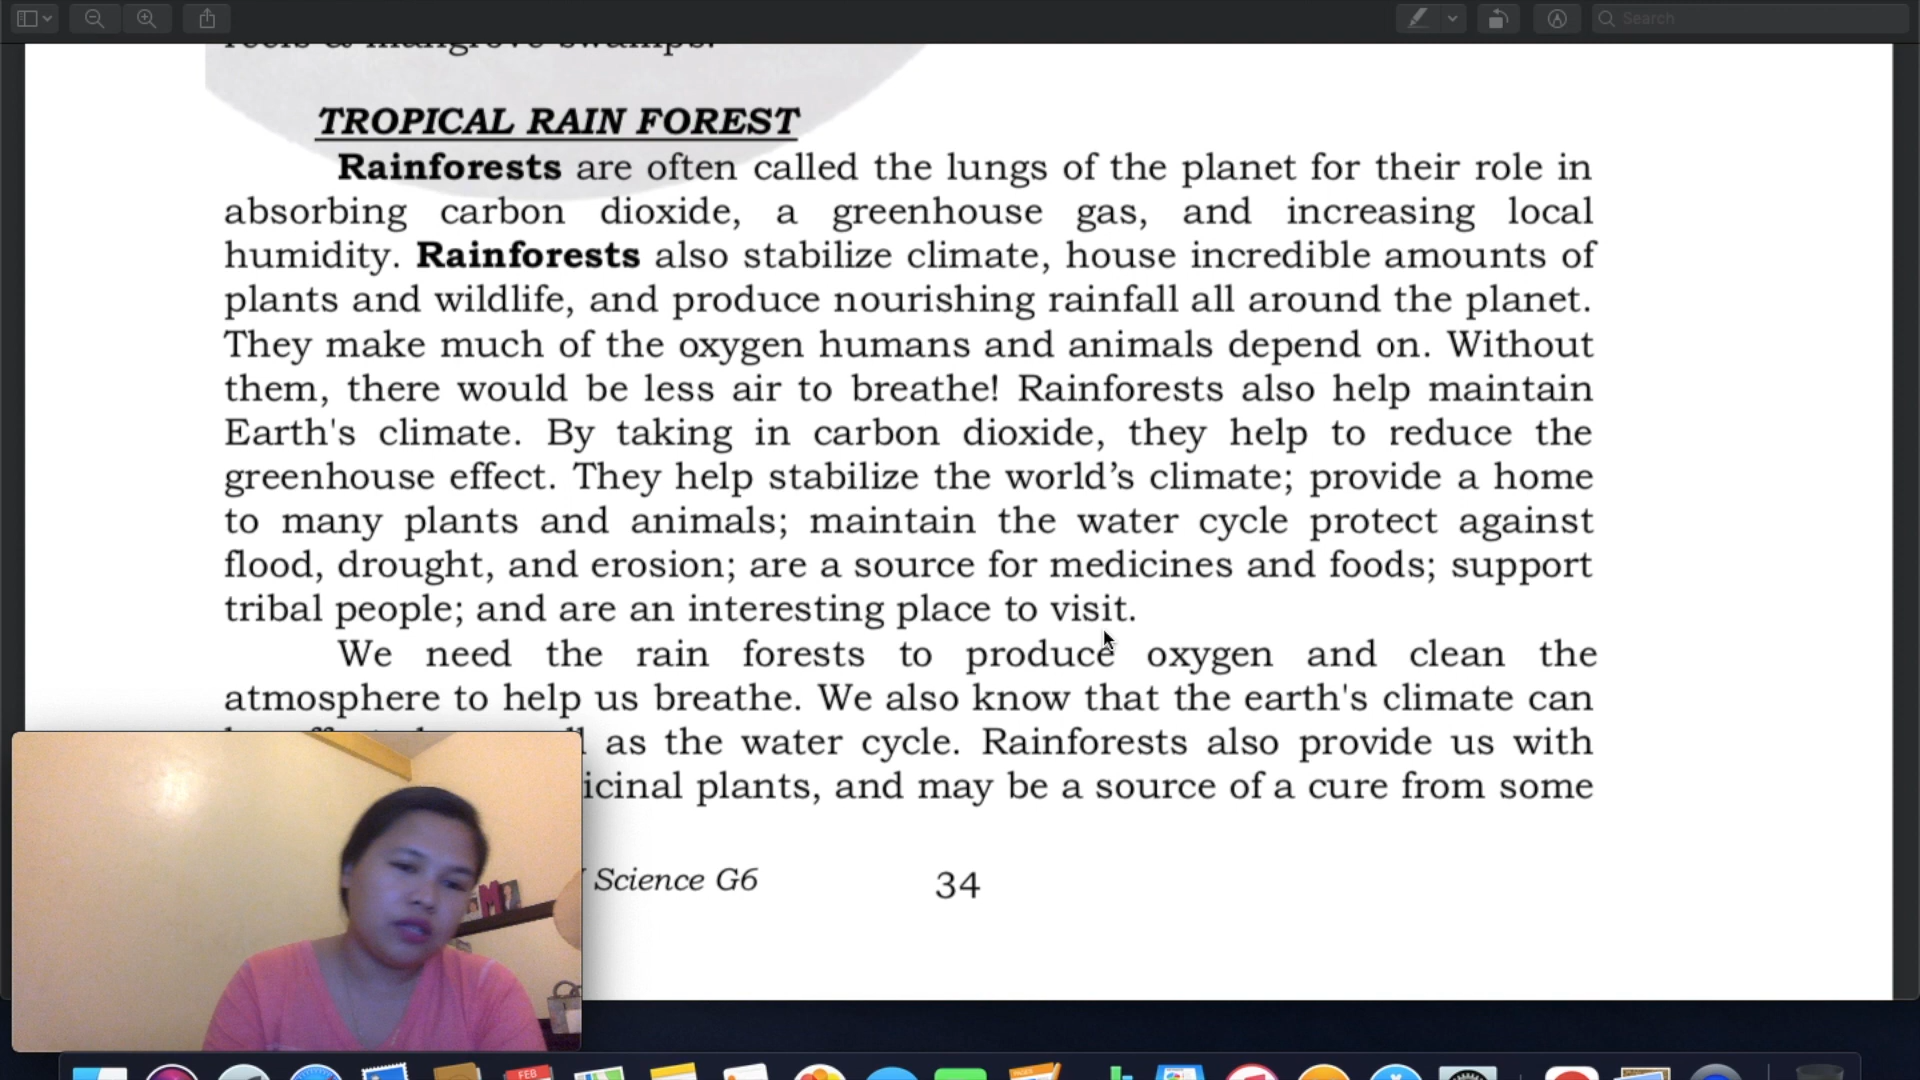 Search
reefs & mangrove swamps.
TROPICAL RAIN FOREST
Rainforests are often called the lungs of the planet for their role in
absorbing carbon dioxide, a greenhouse gas, and increasing local
humidity. Rainforests also stabilize climate, house incredible amounts of
plants and wildlife, and produce nourishing rainfall all around the planet.
They make much of the oxygen humans and animals depend on. Without
them, there would be less air to breathe! Rainforests also help maintain
Earth's climate. By taking in carbon dioxide, they help to reduce the
greenhouse effect. They help stabilize the world’s climate; provide a home
to many plants and animals; maintain the water cycle protect against
flood, drought, and erosion; are a source for medicines and foods; support
tribal people; and are an interesting place to visit.
We need the rain forests to produce oxygen and clean the
atmosphere to help us breathe. We also know that the earth's climate can
as the water cycle. Rainforests also provide us with
icinal plants, and may be a source of a cure from some
Science G6
34
M
FEB
PAGES